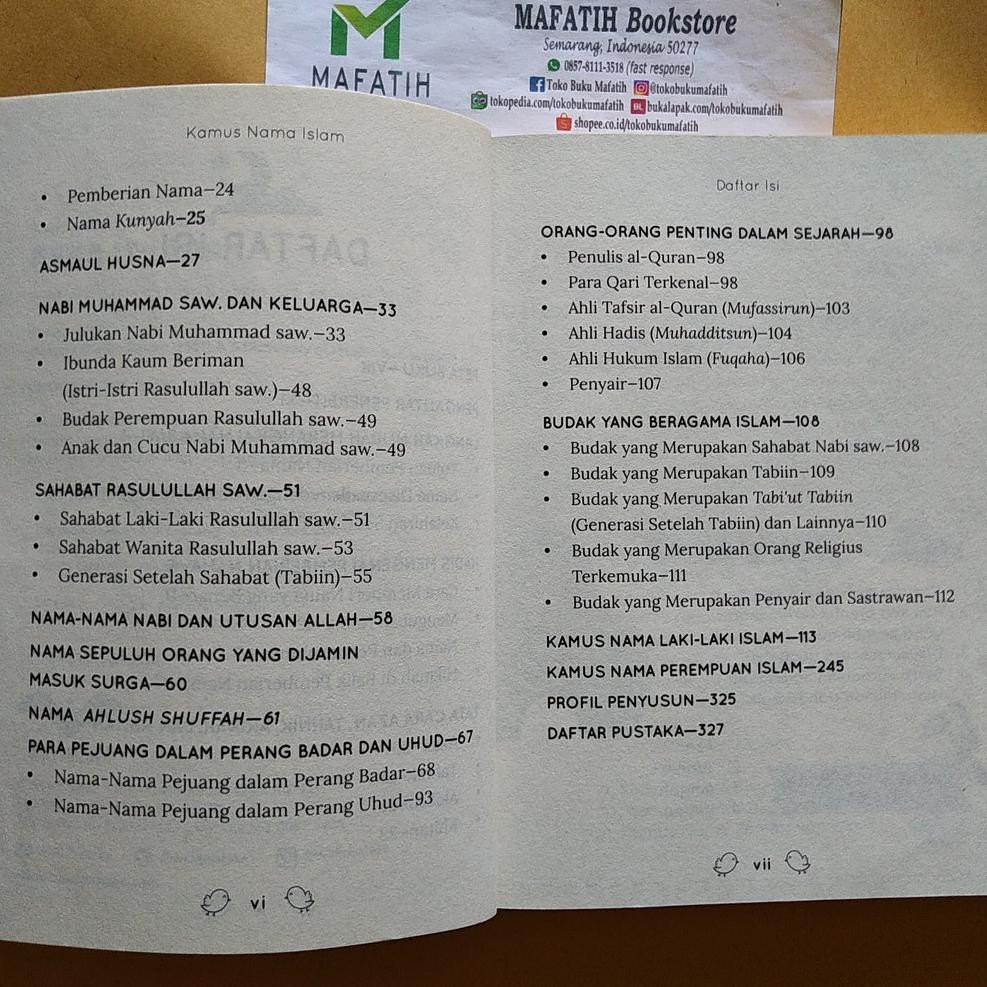 MAFATIH
MAFATIH Bookstore
Semarang, Indonesia 50277
0857-8111-3518 (fast response)
Toko Buku Mafatih @tokobukumafatih
tokopedia.com/tokobukumafatih BL bukalapak.com/tokobukumafatih
shopee.co.id/tokobukumafatih
Kamus Nama Islam
• Pemberian Nama—24
• Nama Kunyah—25
ASMAUL HUSNA—27
NABI MUHAMMAD SAW. DAN KELUARGA—33
• Julukan Nabi Muhammad saw.—33
• Ibunda Kaum Beriman
(Istri-Istri Rasulullah saw.)—48
• Budak Perempuan Rasulullah saw.—49
• Anak dan Cucu Nabi Muhammad saw.—49
SAHABAT RASULULLAH SAW.—51
• Sahabat Laki-Laki Rasulullah saw.—51
• Sahabat Wanita Rasulullah saw.—53
• Generasi Setelah Sahabat (Tabiin)—55
NAMA-NAMA NABI DAN UTUSAN ALLAH—58
NAMA SEPULUH ORANG YANG DIJAMIN
MASUK SURGA—60
NAMA AHLUSH SHUFFAH—61
PARA PEJUANG DALAM PERANG BADAR DAN UHUD—67
• Nama-Nama Pejuang dalam Perang Badar—68
• Nama-Nama Pejuang dalam Perang Uhud—93
vi
Daftar Isi
ORANG-ORANG PENTING DALAM SEJARAH—98
• Penulis al-Quran—98
• Para Qari Terkenal—98
• Ahli Tafsir al-Quran (Mufassirun)—103
• Ahli Hadis (Muhadditsun)—104
• Ahli Hukum Islam (Fuqaha)—106
• Penyair—107
BUDAK YANG BERAGAMA ISLAM—108
• Budak yang Merupakan Sahabat Nabi saw.—108
• Budak yang Merupakan Tabiin—109
• Budak yang Merupakan Tabi'ut Tabiin
(Generasi Setelah Tabiin) dan Lainnya—110
• Budak yang Merupakan Orang Religius
Terkemuka—111
• Budak yang Merupakan Penyair dan Sastrawan—112
KAMUS NAMA LAKI-LAKI ISLAM—113
KAMUS NAMA PEREMPUAN ISLAM—245
PROFIL PENYUSUN—325
DAFTAR PUSTAKA—327
vii